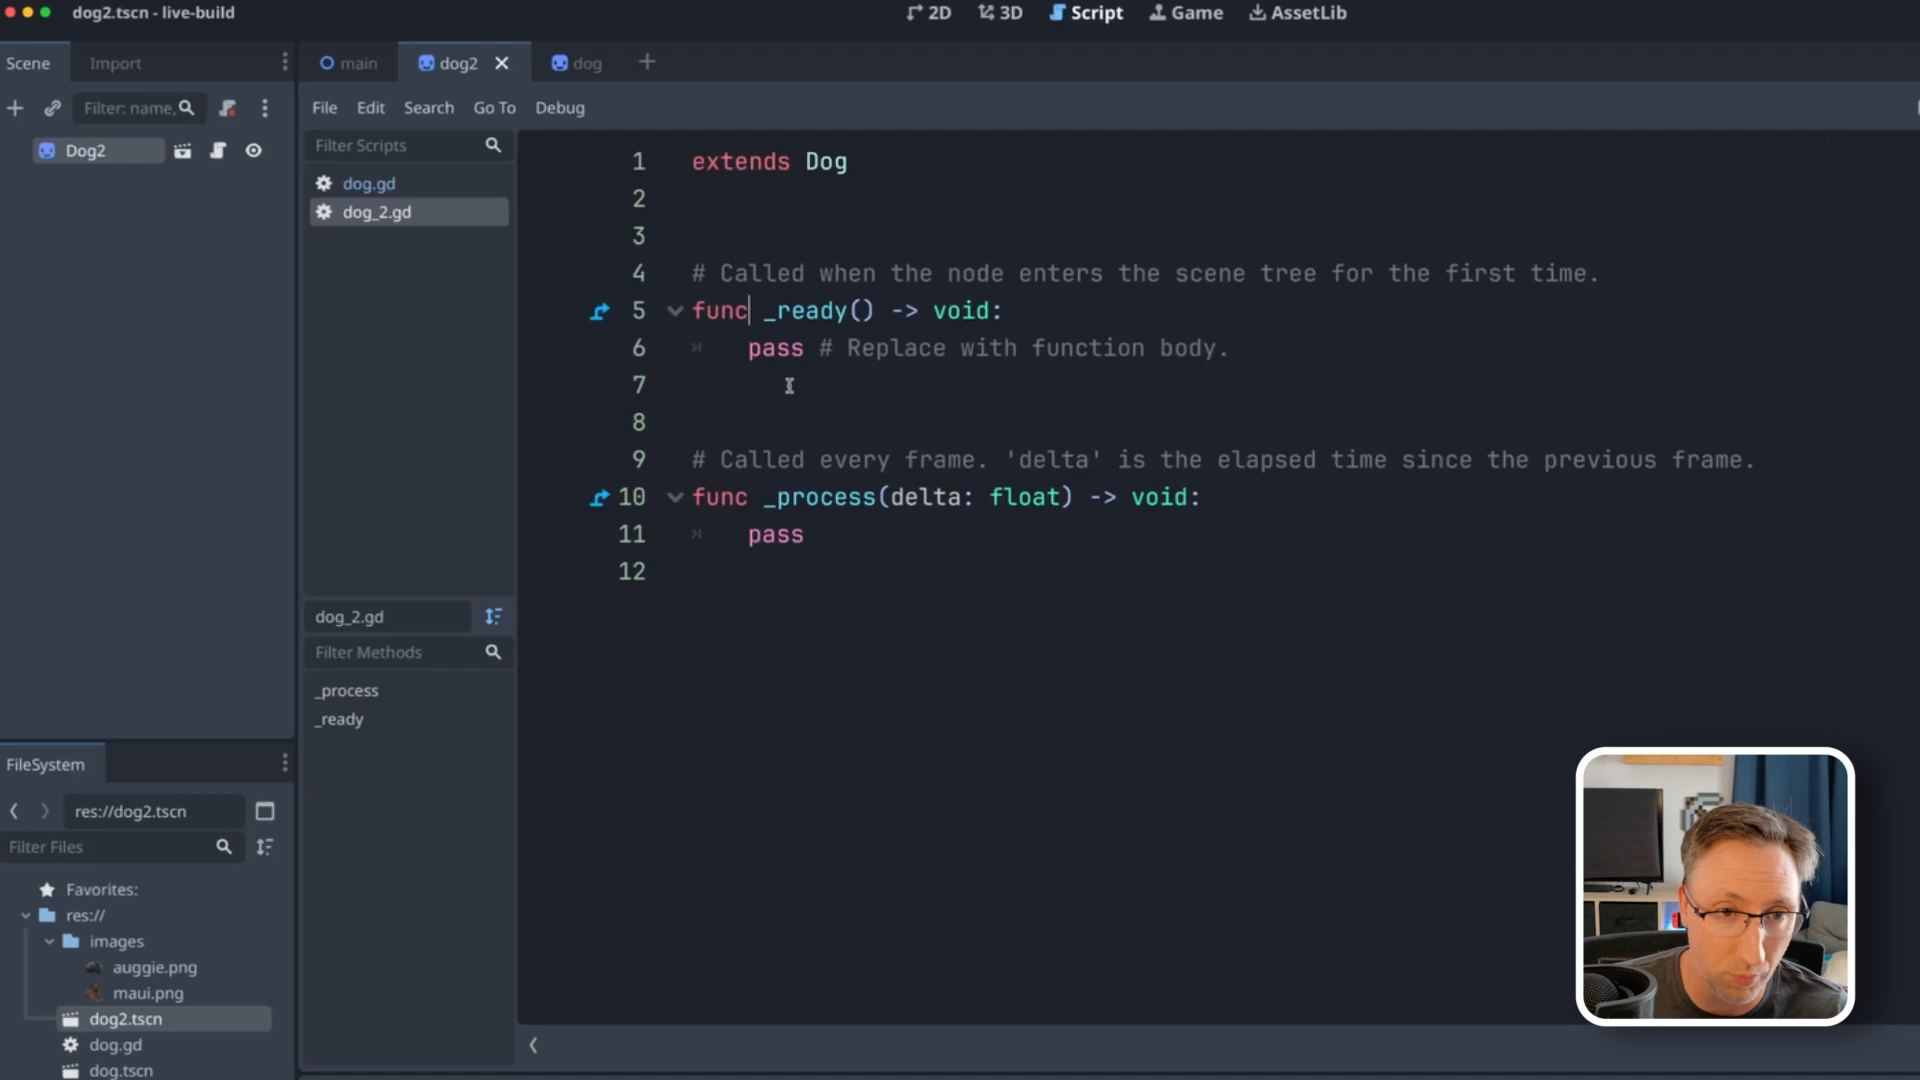 dog2.tscn - live-build
2D
3D
Script
Game
AssetLib
Scene
Import
main
dog2
dog
Filter: name,
File
Edit
Search
Go To
Debug
Dog2
Filter Scripts
dog.gd
dog_2.gd
1 extends Dog
2
3
4 # Called when the node enters the scene tree for the first time.
5 func _ready() -> void:
6 pass # Replace with function body.
7
8
9 # Called every frame. 'delta' is the elapsed time since the previous frame.
10 func _process(delta: float) -> void:
11 pass
12
dog_2.gd
Filter Methods
_process
_ready
FileSystem
res://dog2.tscn
Filter Files
Favorites:
res://
images
auggie.png
maui.png
dog2.tscn
dog.gd
dog.tscn